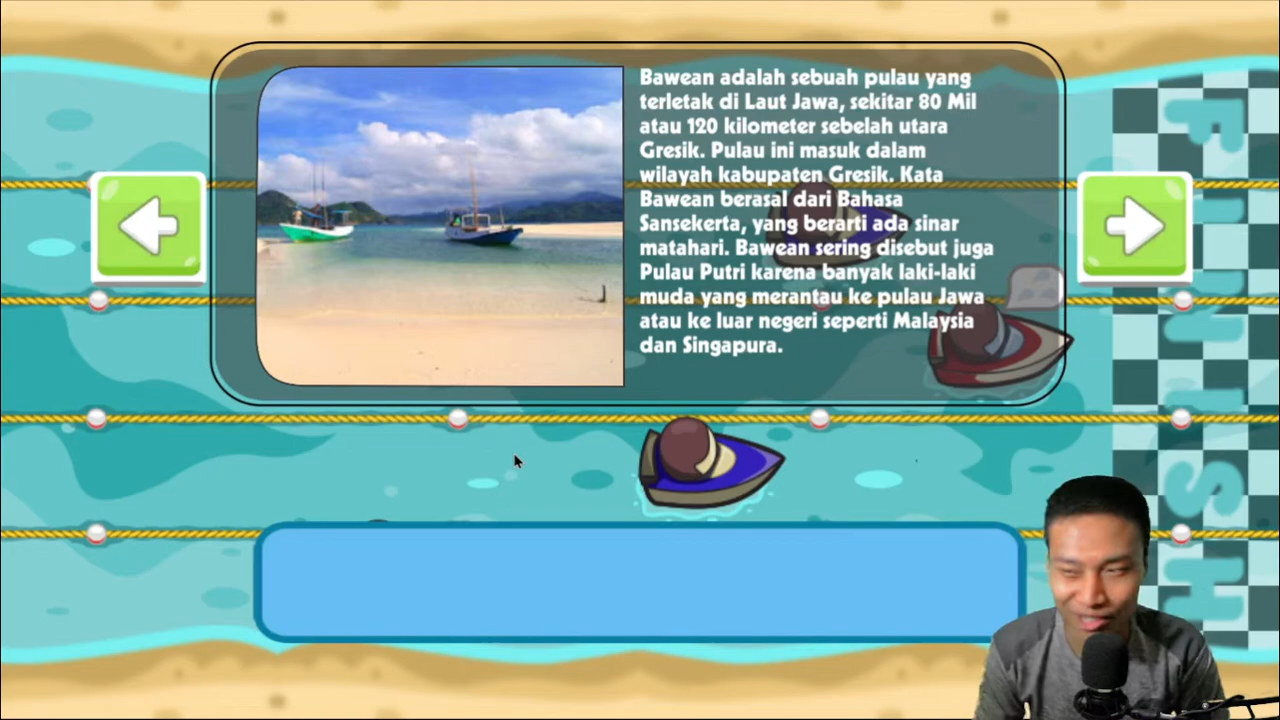 Bawean adalah sebuah pulau yang
terletak di Laut Jawa, sekitar 80 Mil
atau 120 kilometer sebelah utara
Gresik. Pulau ini masuk dalam
wilayah kabupaten Gresik. Kata
Bawean berasal dari Bahasa
Sansekerta, yang berarti ada sinar
matahari. Bawean sering disebut juga
Pulau Putri karena banyak laki-laki
muda yang merantau ke pulau Jawa
atau ke luar negeri seperti Malaysia
dan Singapura.
FINISH